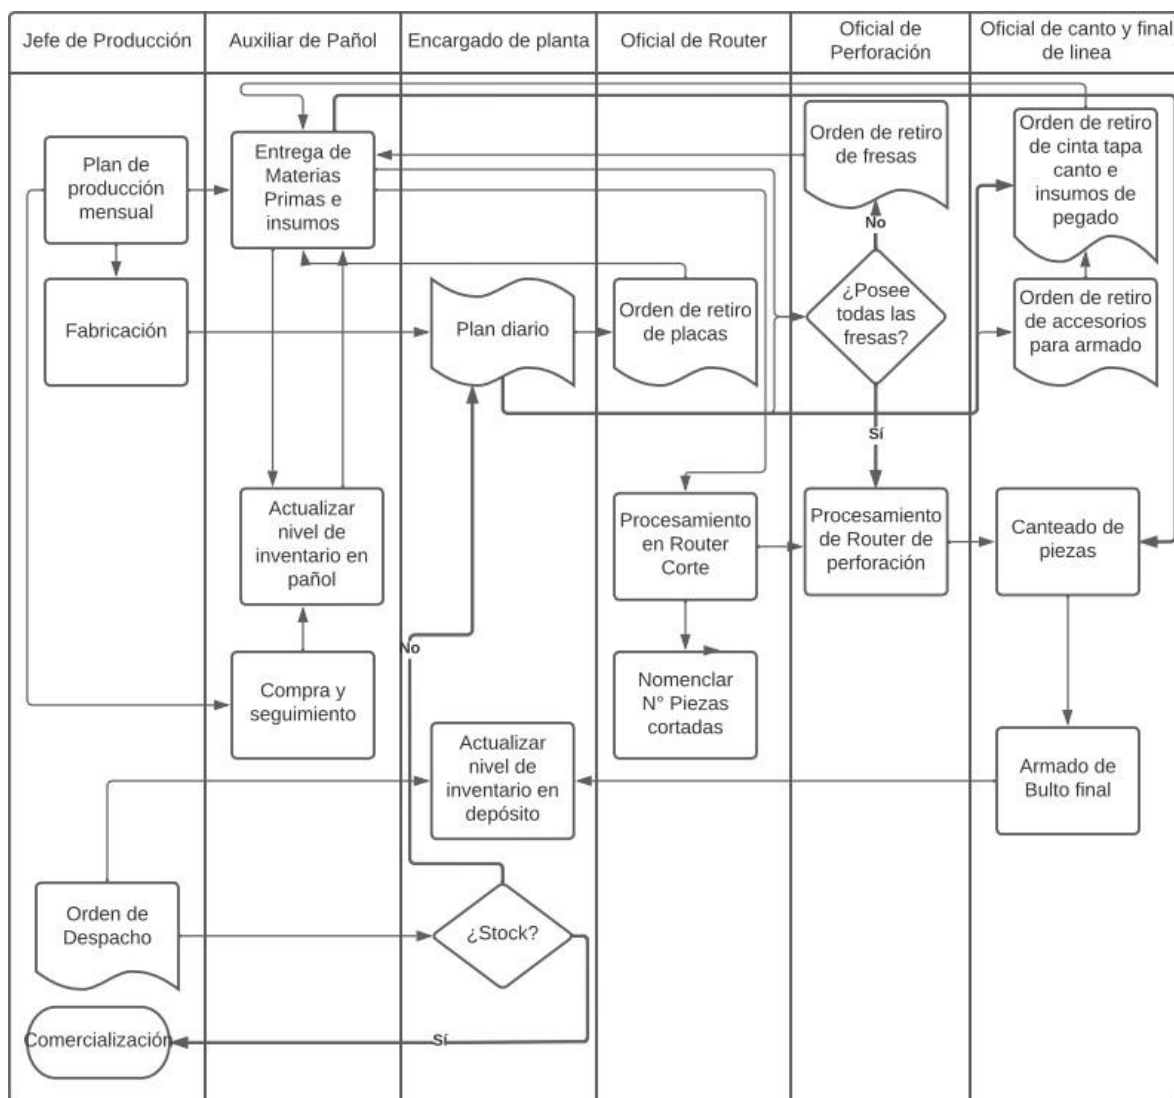 Jefe de Producción
Auxiliar de Pañol
Encargado de planta
Oficial de Router
Oficial de
Perforación
Oficial de canto y final
de linea
Plan de
producción
mensual
Entrega de
Materias
Primas e
insumos
Orden de retiro
de fresas
Orden de retiro
de cinta tapa
canto e
insumos de
pegado
No
Fabricación
Plan diario
Orden de retiro
de placas
¿Posee
todas las
fresas?
Orden de retiro
de accesorios
para armado
Sí
Actualizar
nivel de
inventario en
pañol
Procesamiento
en Router
Corte
Procesamiento
de Router de
perforación
Canteado de
piezas
No
Compra y
seguimiento
Nomenclar
N° Piezas
cortadas
Actualizar
nivel de
inventario en
depósito
Armado de
Bulto final
Orden de
Despacho
¿Stock?
Comercialización
Sí